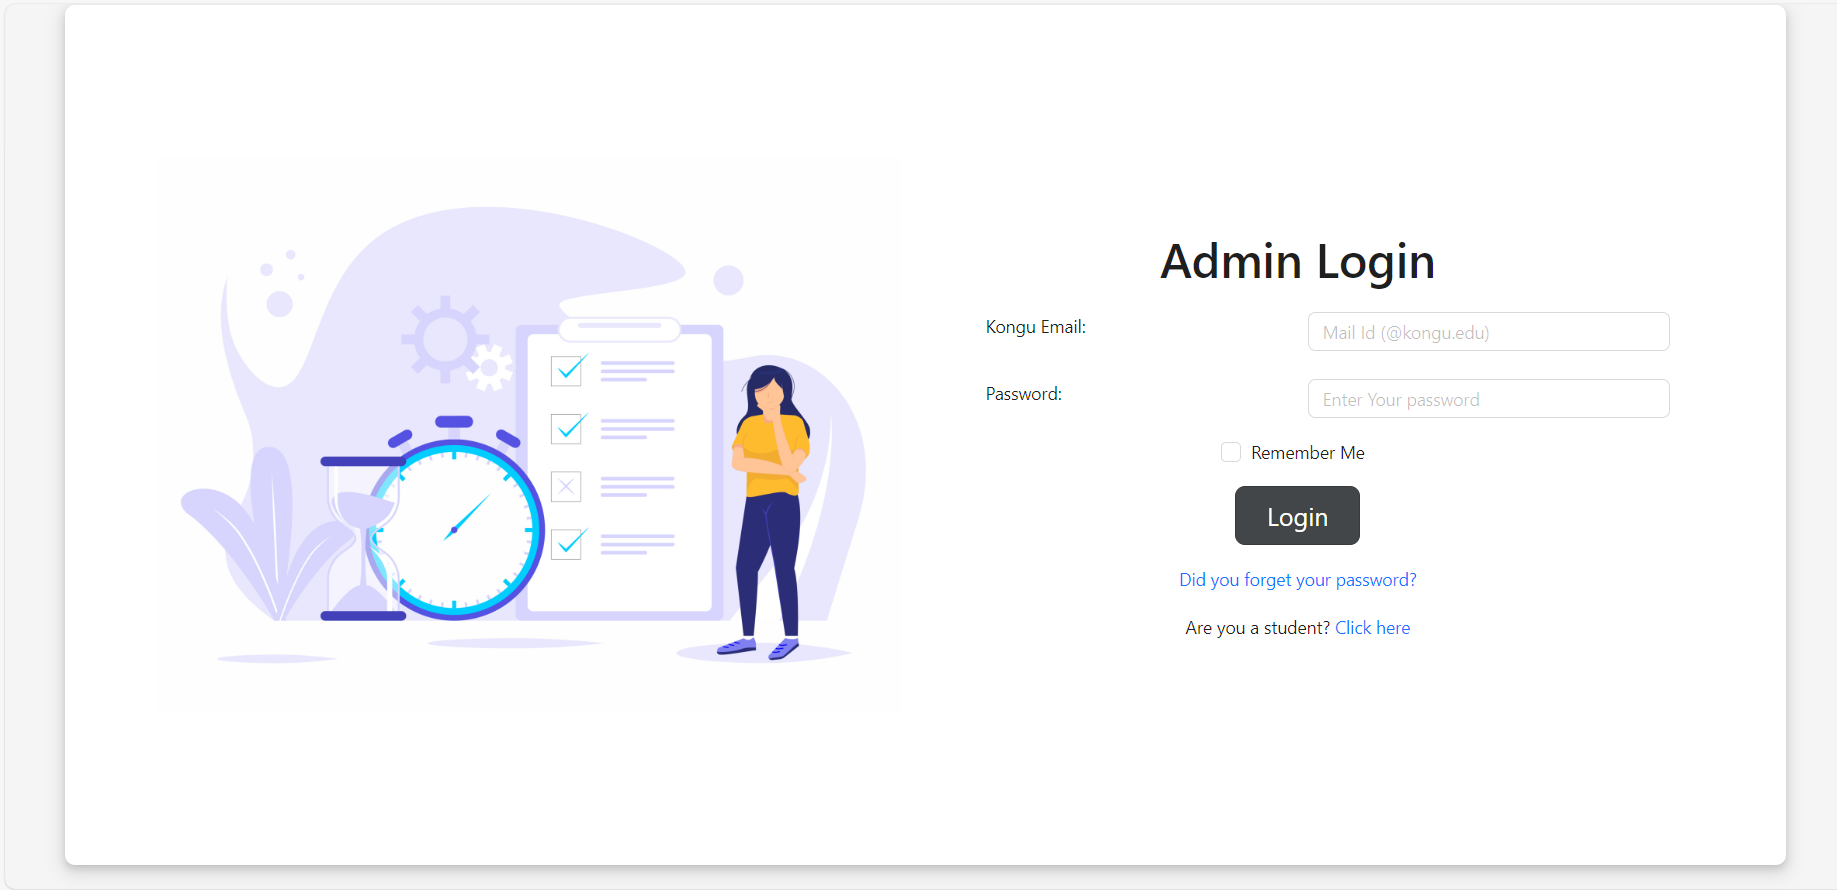 Admin Login
Kongu Email:
Mail Id (@kongu.edu)
Password:
Enter Your password
Remember Me
Login
Did you forget your password?
Are you a student? Click here